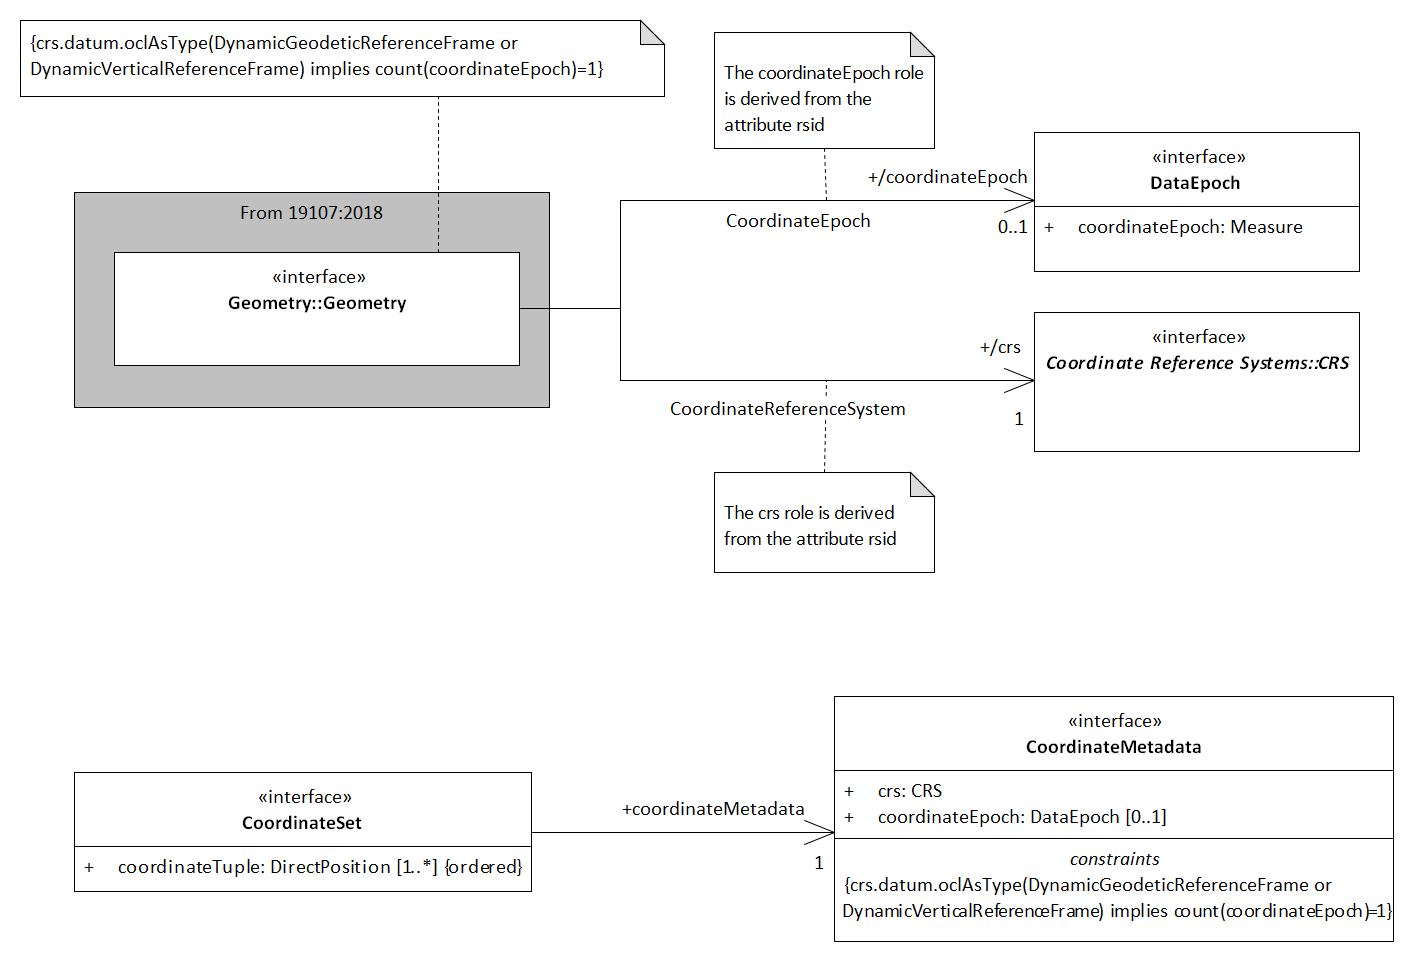 {crs.datum.oclAsType(DynamicGeodeticReferenceFrame or
DynamicVerticalReferenceFrame) implies count(coordinateEpoch)=1}
The coordinateEpoch role
is derived from the
attribute rsid
From 19107:2018
«interface»
Geometry::Geometry
+/coordinateEpoch
CoordinateEpoch
0..1
«interface»
DataEpoch
+ coordinateEpoch: Measure
+/crs
CoordinateReferenceSystem
1
«interface»
Coordinate Reference Systems::CRS
The crs role is derived
from the attribute rsid
«interface»
CoordinateSet
+ coordinateTuple: DirectPosition [1..*] {ordered}
+coordinateMetadata
1
«interface»
CoordinateMetadata
+ crs: CRS
+ coordinateEpoch: DataEpoch [0..1]
constraints
{crs.datum.oclAsType(DynamicGeodeticReferenceFrame or
DynamicVerticalReferenceFrame) implies count(coordinateEpoch)=1}